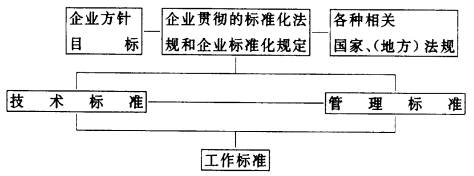 企业方针
目标
企业贯彻的标准化法
规和企业标准化规定
各种相关
国家、(地方)法规
技术标准
管理标准
工作标准